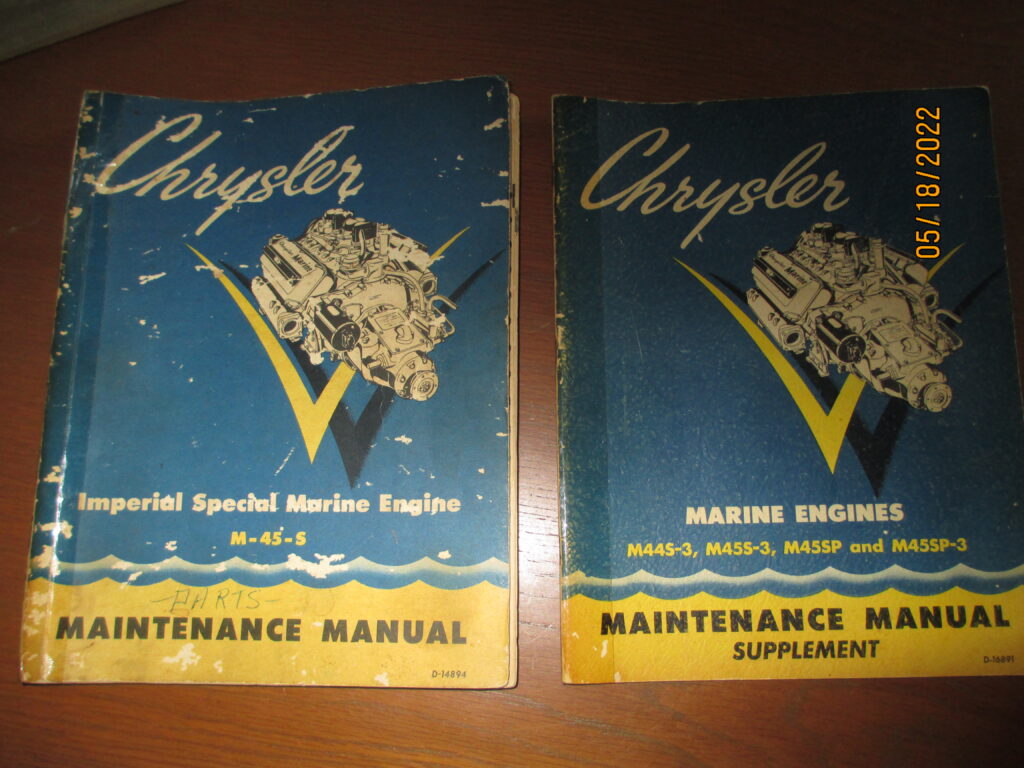 Chrysler
Imperial Special Marine Engine
M-45-S
-PARTS-
MAINTENANCE MANUAL
D-14894
Chrysler
MARINE ENGINES
M44S-3, M45S-3, M45SP and M45SP-3
MAINTENANCE MANUAL
SUPPLEMENT
D-16891
05/18/2022